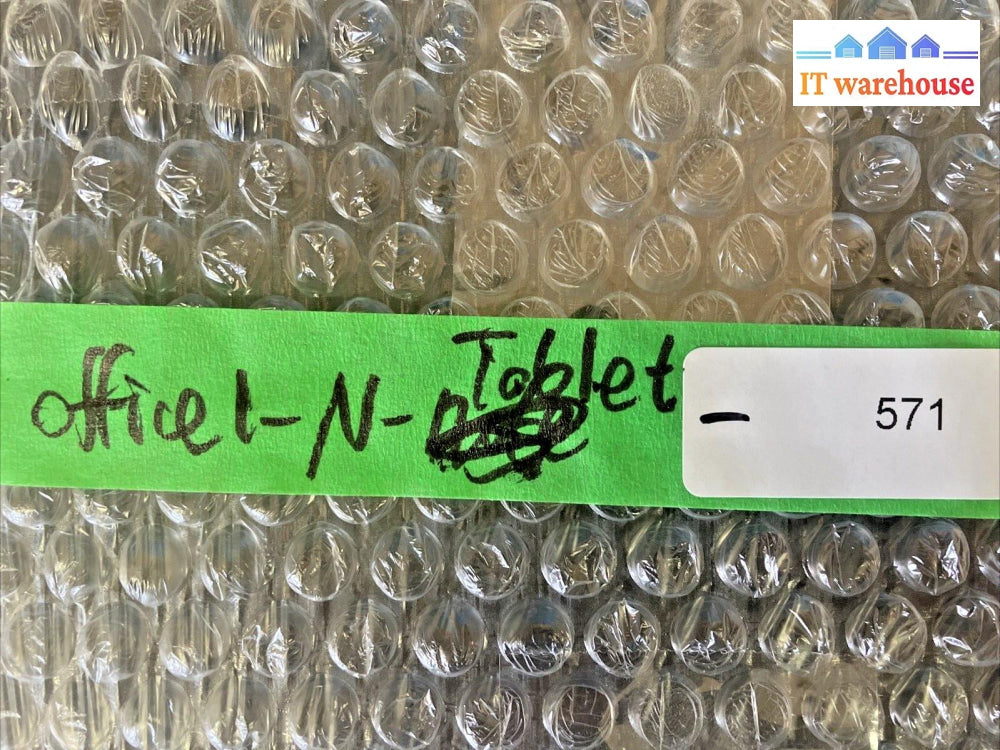 IT warehouse
office1-N-Tablet - 571